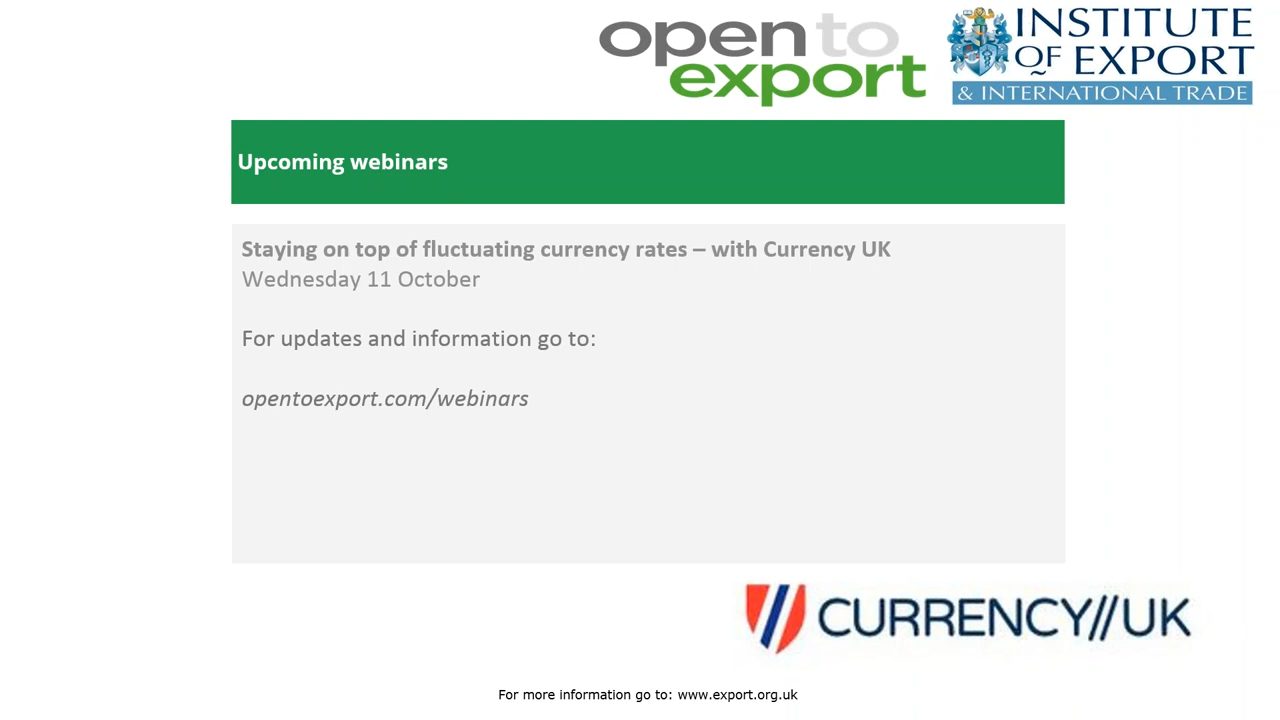 open to
export
INSTITUTE
OF EXPORT
& INTERNATIONAL TRADE
Upcoming webinars
Staying on top of fluctuating currency rates – with Currency UK
Wednesday 11 October
For updates and information go to:
opentoexport.com/webinars
CURRENCY//UK
For more information go to: www.export.org.uk